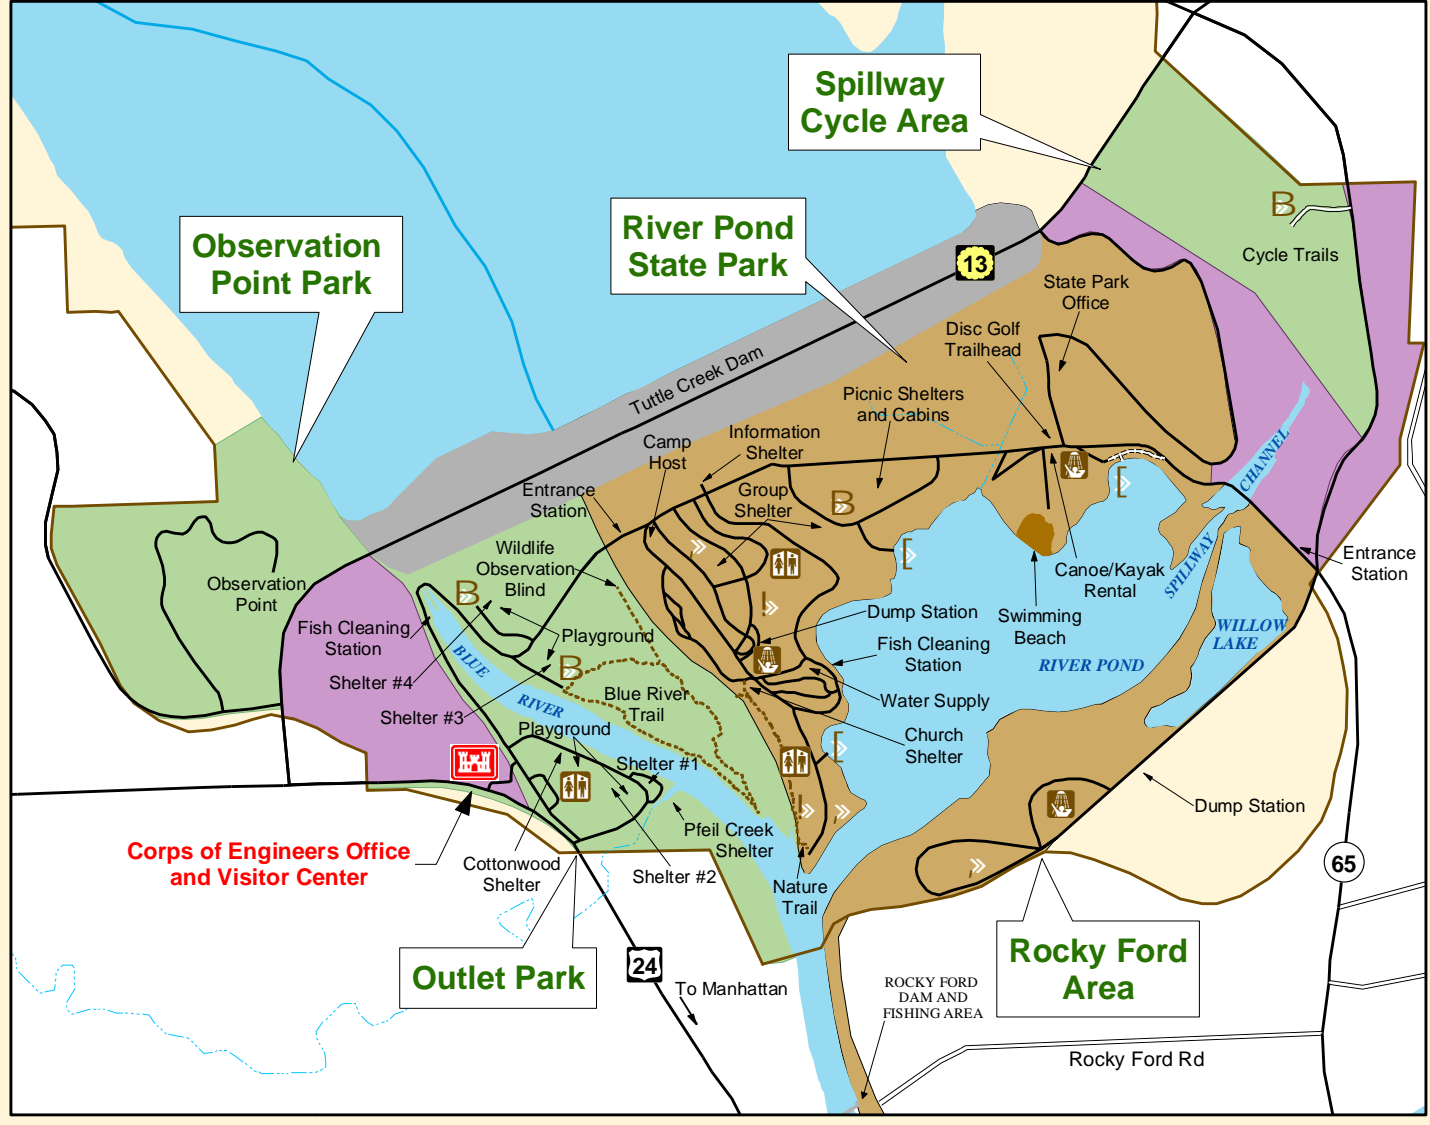 Spillway
Cycle Area
B
Cycle Trails
Observation
Point Park
River Pond
State Park
13
State Park
Office
Disc Golf
Trailhead
Tuttle Creek Dam
Picnic Shelters
and Cabins
Information
Shelter
Camp
Host
Group
Shelter
Entrance
Station
B
SPILLWAY
CHANNEL
Entrance
Station
Wildlife
Observation
Blind
Observation
Point
B
Canoe/Kayak
Rental
Swimming
Beach
Dump Station
Fish Cleaning
Station
WILLOW
LAKE
RIVER POND
Fish Cleaning
Station
Playground
BLUE
RIVER
B
Shelter #4
Shelter #3
Blue River
Trail
Water Supply
Church
Shelter
Playground
Shelter #1
Dump Station
Pfeil Creek
Shelter
Corps of Engineers Office
and Visitor Center
Cottonwood
Shelter
Shelter #2
Nature
Trail
65
Outlet Park
24
To Manhattan
Rocky Ford
Area
ROCKY FORD
DAM AND
FISHING AREA
Rocky Ford Rd